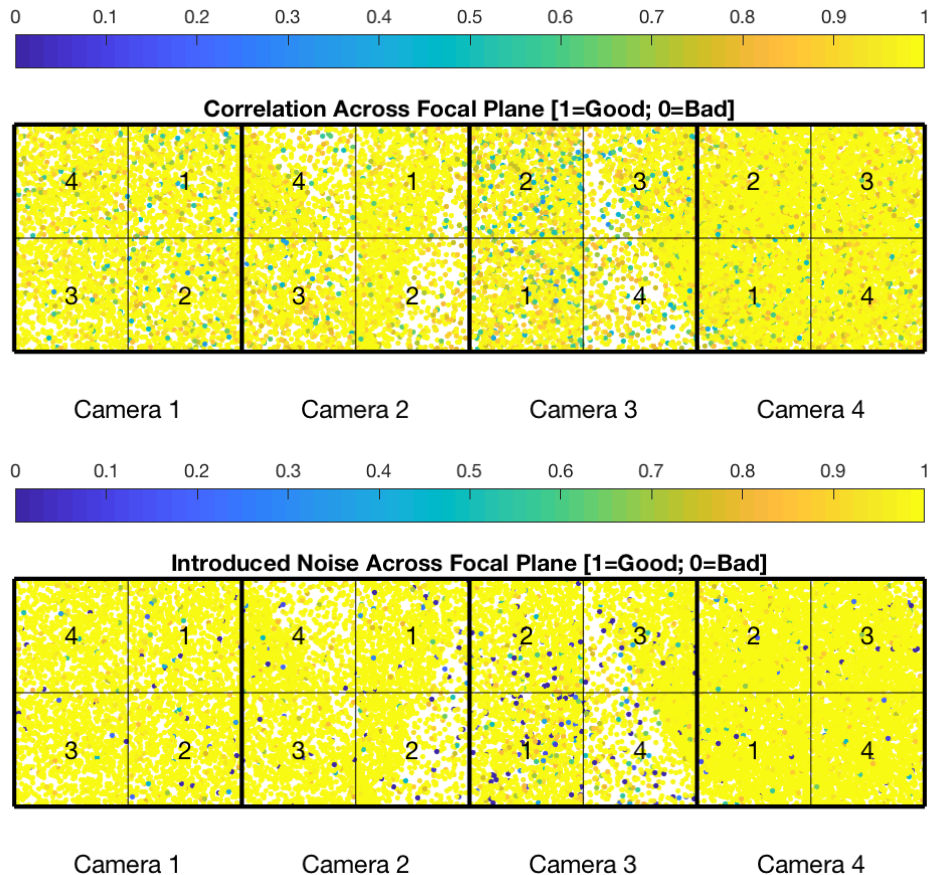 0 0.1 0.2 0.3 0.4 0.5 0.6 0.7 0.8 0.9 1
Correlation Across Focal Plane [1=Good; 0=Bad]
4 1 4 1 2 3 2 3
3 2 3 2 1 4 1 4
Camera 1 Camera 2 Camera 3 Camera 4
0 0.1 0.2 0.3 0.4 0.5 0.6 0.7 0.8 0.9 1
Introduced Noise Across Focal Plane [1=Good; 0=Bad]
4 1 4 1 2 3 2 3
3 2 3 2 1 4 1 4
Camera 1 Camera 2 Camera 3 Camera 4